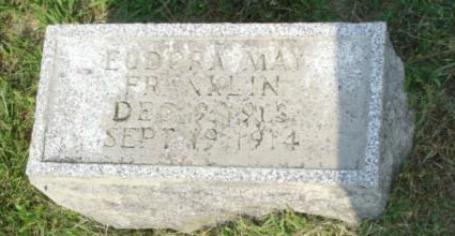 EUDORA MAY
FRANKLIN
DEC. 9, 1913
SEPT. 19, 1914